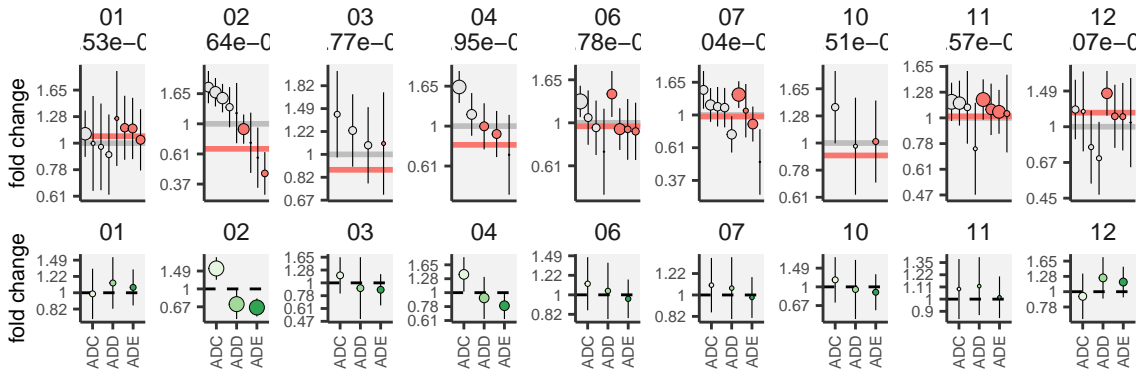 01 02 03 04 06 07 10 11 12
.53e−0 64e−0 .77e−0 .95e−0 .78e−0 04e−0 .51e−0 .57e−0 .07e−0
fold change
1.65 1.28 1 0.78 0.61
1.65 1 0.61 0.37
1.82 1.49 1.22 1 0.82 0.67
1.65 1 0.61
1.65 1 0.61
1.65 1 0.61 0.37
1.65 1.28 1 0.78 0.61
1.65 1.28 1 0.78 0.61 0.47
1.49 1 0.67 0.45
01 02 03 04 06 07 10 11 12
fold change
1.49 1.22 1 0.82
1.49 1 0.67
1.65 1.28 1 0.78 0.61 0.47
1.65 1.28 1 0.78 0.61
1.49 1.22 1 0.82
1.22 1 0.82
1.49 1 0.67
1.35 1.22 1.11 1 0.9
1.65 1.28 1 0.78
ADC ADD ADE ADC ADD ADE ADC ADD ADE ADC ADD ADE ADC ADD ADE ADC ADD ADE ADC ADD ADE ADC ADD ADE ADC ADD ADE